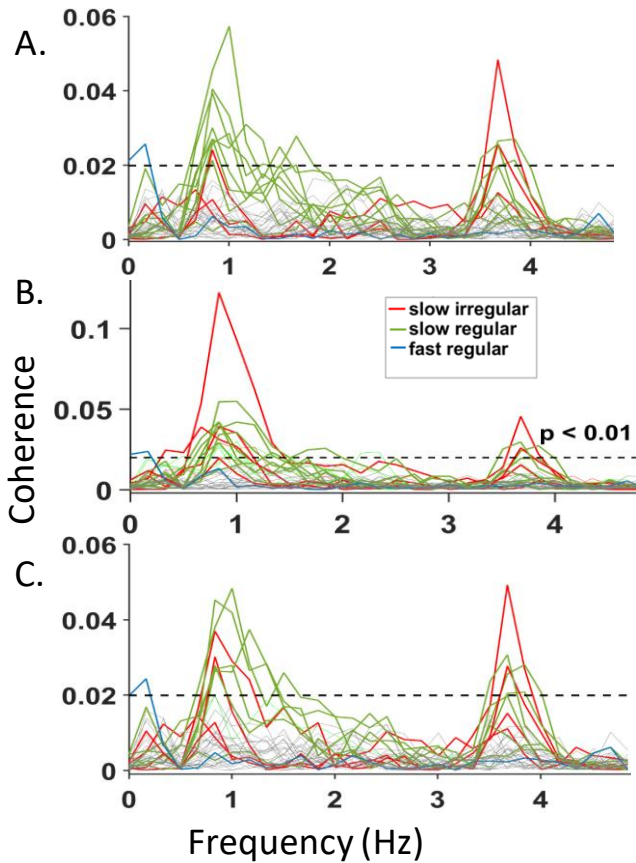 A.
0.06
0.04
0.02
0
0 1 2 3 4
B.
0.1
0.05
0
slow irregular
slow regular
fast regular
p < 0.01
0 1 2 3 4
Coherence
C.
0.06
0.04
0.02
0
0 1 2 3 4
Frequency (Hz)